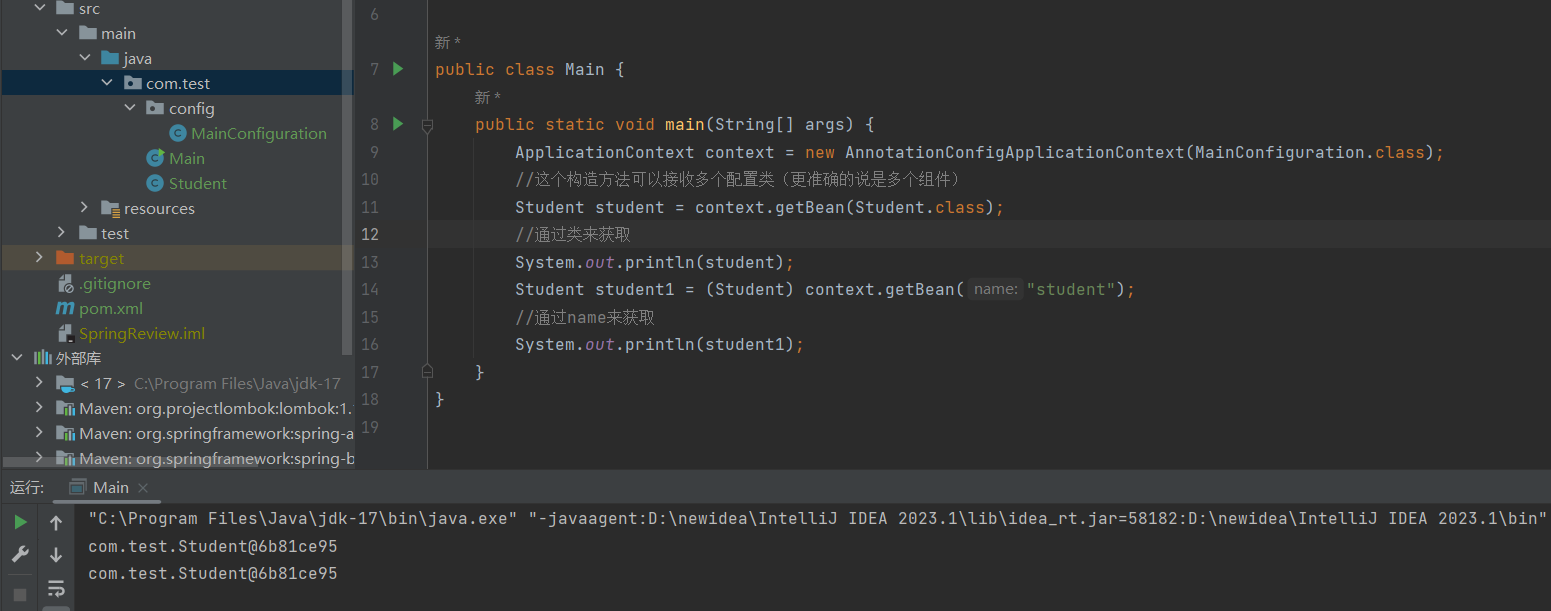 src
main
java
com.test
config
MainConfiguration
Main
Student
resources
test
target
.gitignore
pom.xml
SpringReview.iml
外部库
< 17 > C:\Program Files\Java\jdk-17
Maven: org.projectlombok:lombok:1.
Maven: org.springframework:spring-a
Maven: org.springframework:spring-b
6
新 *
7 public class Main {
新 *
8 public static void main(String[] args) {
9 ApplicationContext context = new AnnotationConfigApplicationContext(MainConfiguration.class);
10 //这个构造方法可以接收多个配置类（更准确的说是多个组件）
11 Student student = context.getBean(Student.class);
12 //通过类来获取
13 System.out.println(student);
14 Student student1 = (Student) context.getBean( name: "student");
15 //通过name来获取
16 System.out.println(student1);
17 }
18 }
19
运行: Main
"C:\Program Files\Java\jdk-17\bin\java.exe" "-javaagent:D:\newidea\IntelliJ IDEA 2023.1\lib\idea_rt.jar=58182:D:\newidea\IntelliJ IDEA 2023.1\bin"
com.test.Student@6b81ce95
com.test.Student@6b81ce95